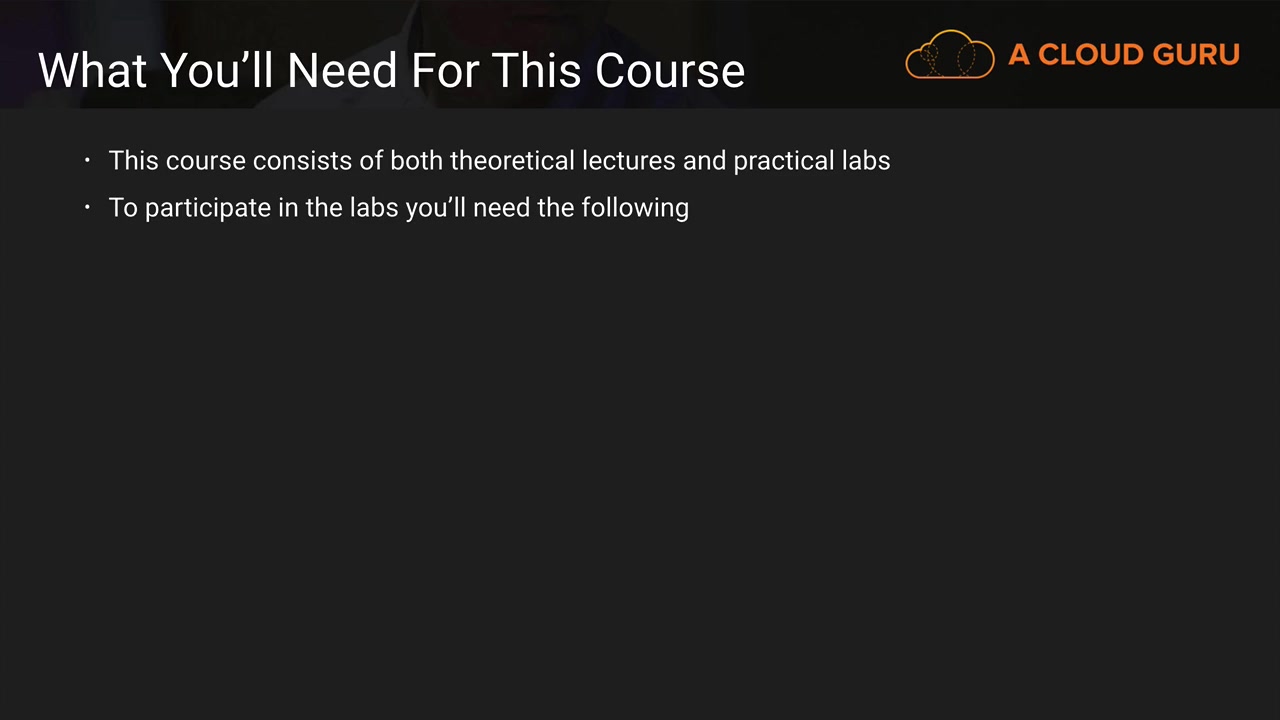 What You’ll Need For This Course
A CLOUD GURU
· This course consists of both theoretical lectures and practical labs
· To participate in the labs you’ll need the following